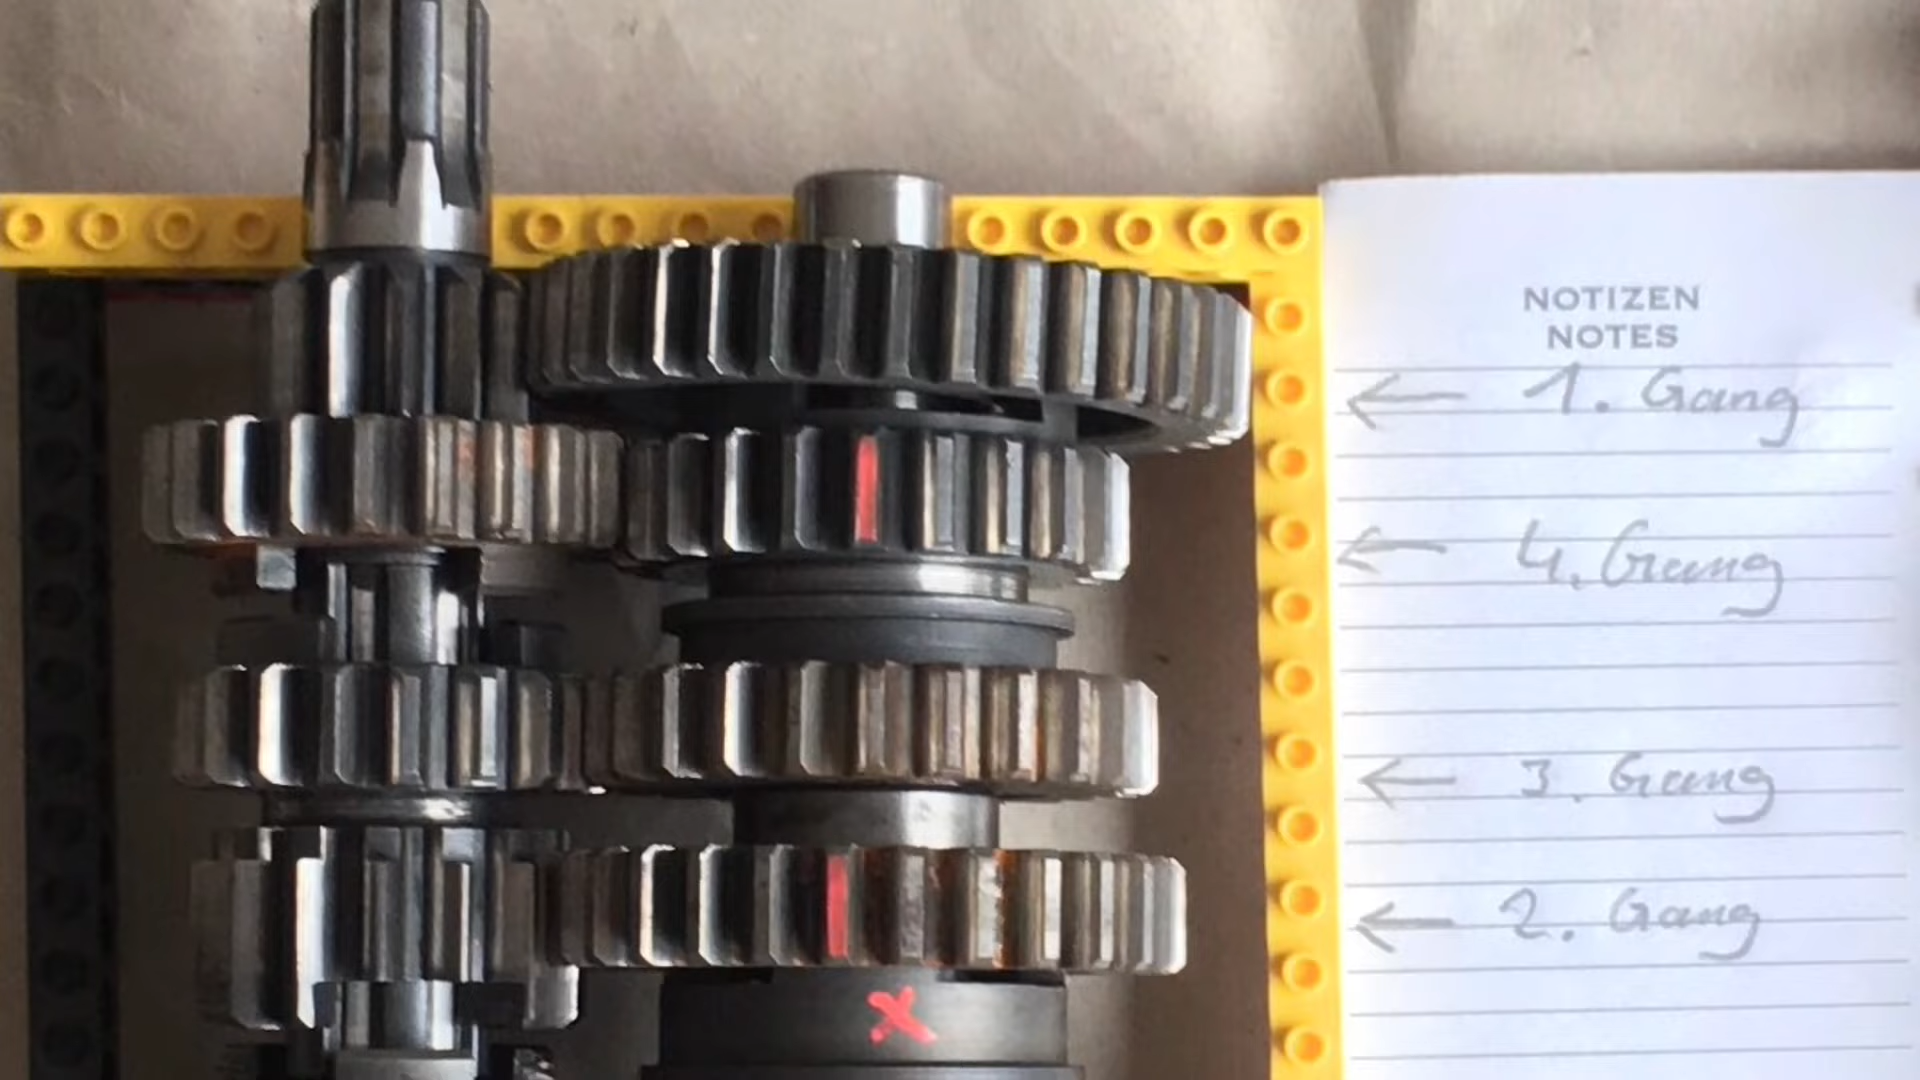 NOTIZEN
NOTES
← 1. Gang
← 4. Gang
← 3. Gang
← 2. Gang
X